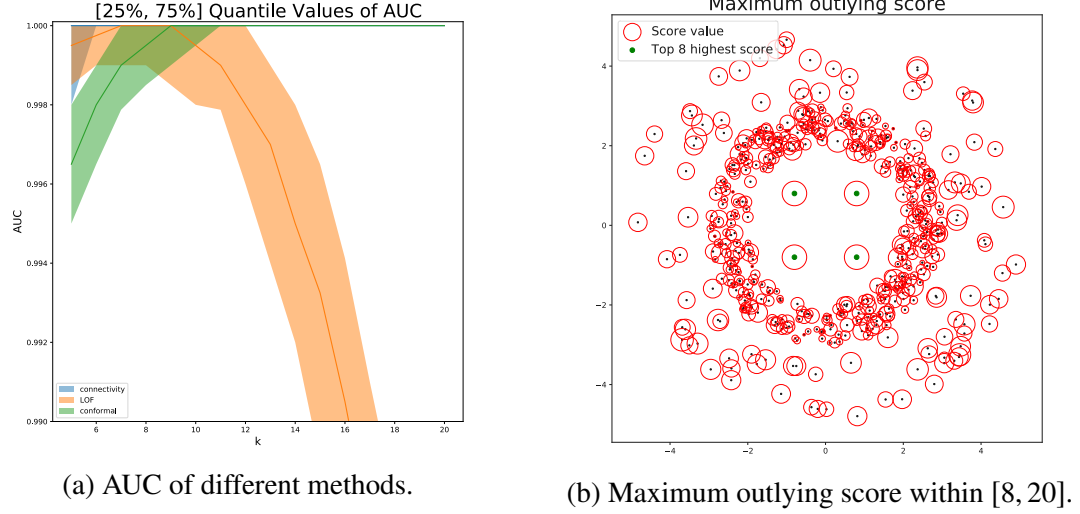 [25%, 75%] Quantile Values of AUC
1.000
0.998
0.996
0.994
0.992
0.990
AUC
connectivity
LOF
conformal
6 8 10 12 14 16 18 20
k
(a) AUC of different methods.
Maximum outlying score
Score value
Top 8 highest score
4
2
0
−2
−4
−4 −2 0 2 4
(b) Maximum outlying score within [8, 20].